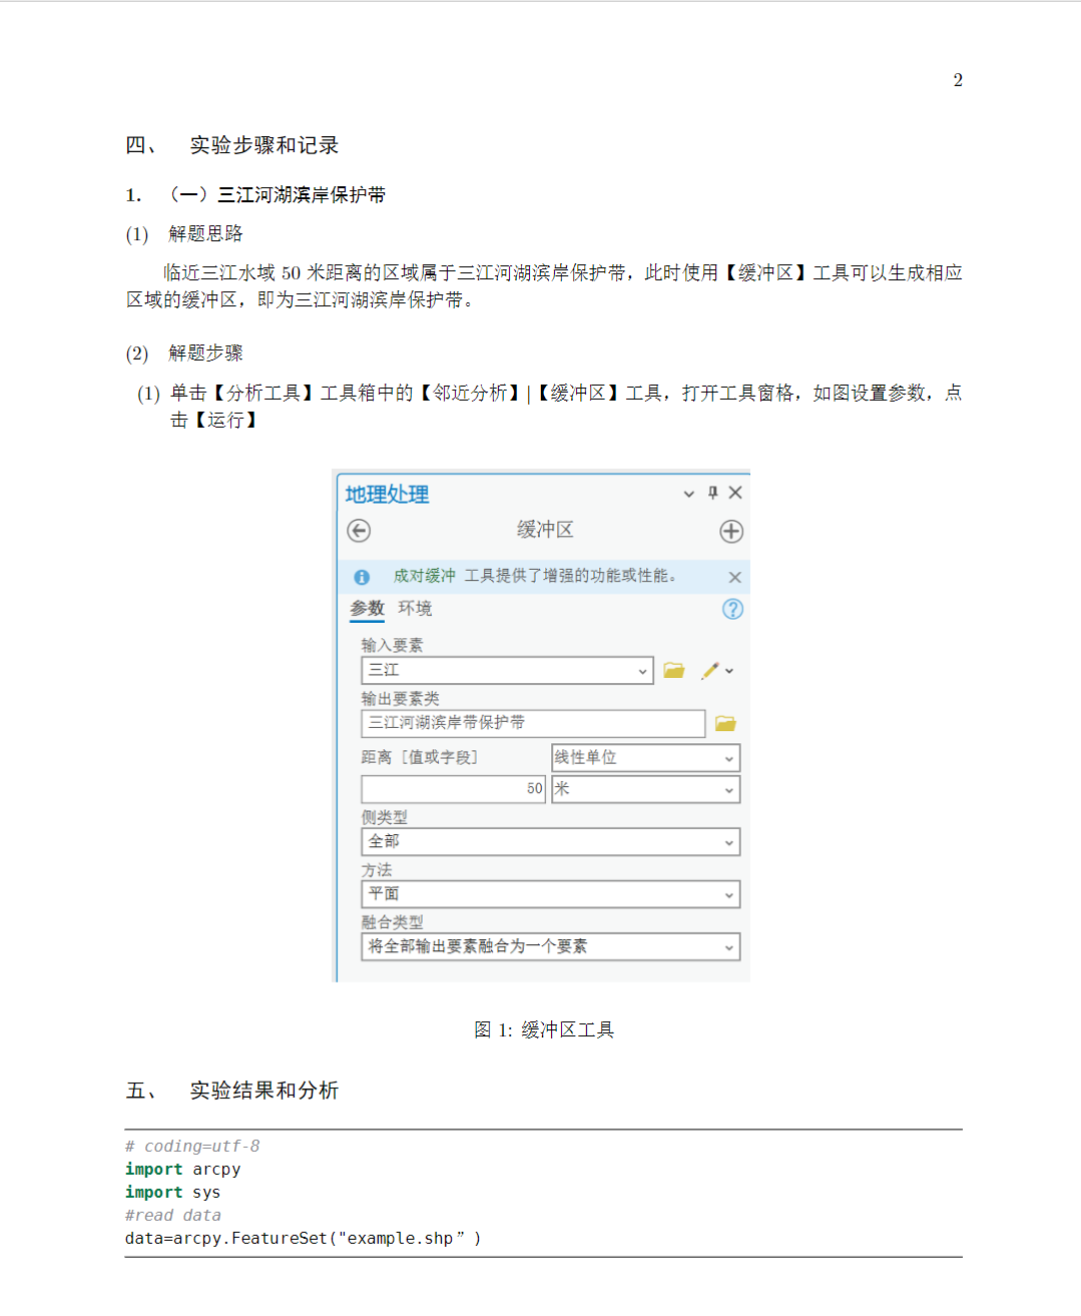 2
四、 实验步骤和记录
1. （一）三江河湖滨岸保护带
(1) 解题思路
临近三江水域 50 米距离的区域属于三江河湖滨岸保护带，此时使用【缓冲区】工具可以生成相应
区域的缓冲区，即为三江河湖滨岸保护带。
(2) 解题步骤
(1) 单击【分析工具】工具箱中的【邻近分析】|【缓冲区】工具，打开工具窗格，如图设置参数，点
击【运行】
地理处理
缓冲区
成对缓冲 工具提供了增强的功能或性能。
参数 环境
输入要素
三江
输出要素类
三江河湖滨岸带保护带
距离 [值或字段] 线性单位
50 米
侧类型
全部
方法
平面
融合类型
将全部输出要素融合为一个要素
图 1: 缓冲区工具
五、 实验结果和分析
# coding=utf-8
import arcpy
import sys
#read data
data=arcpy.FeatureSet("example.shp”)